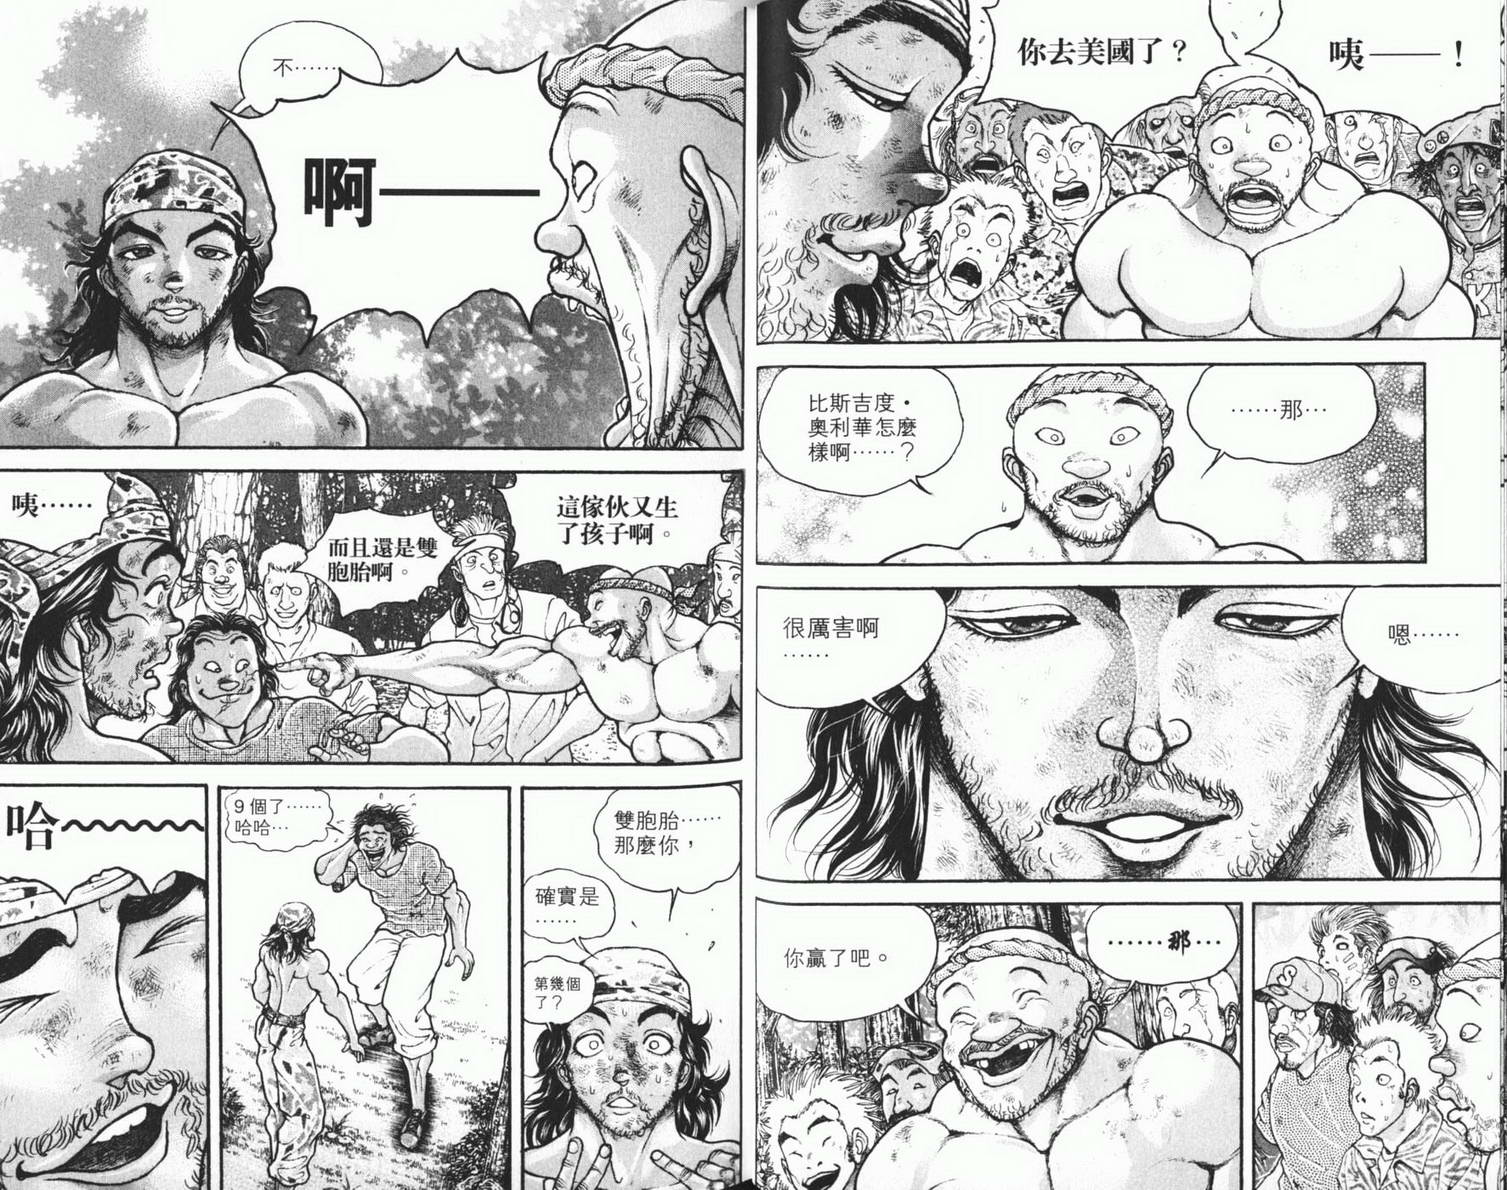 咦——！
你去美國了？
……那…
比斯吉度・
奧利華怎麼
樣啊……？
嗯……
很厲害啊
……
……那…
你贏了吧。
S
不……
啊——
這傢伙又生
了孩子啊。
而且還是雙
胞胎啊。
咦……
雙胞胎……
那麼你，
確實是
……
第幾個
了？
9個了……
哈哈…
哈～～～～